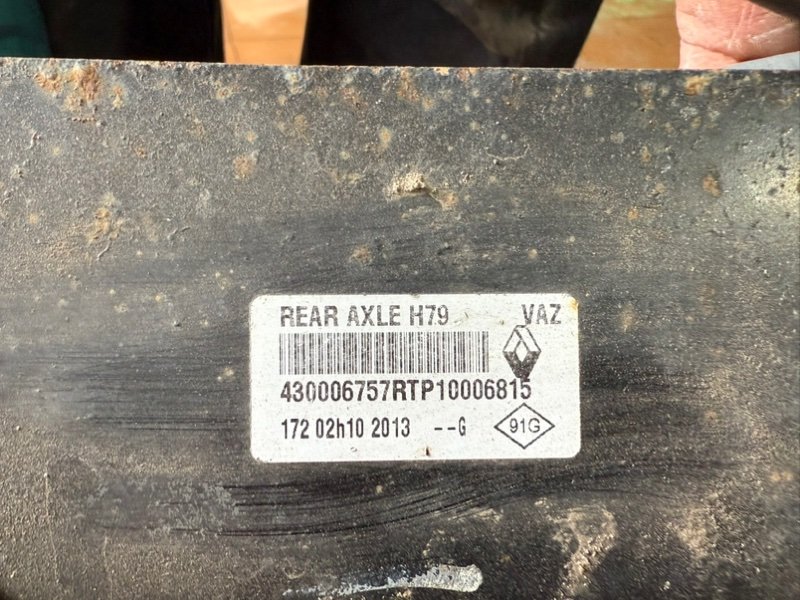 REAR AXLE H79 VAZ
430006757RTP10006815
172 02h10 2013 --G 91G